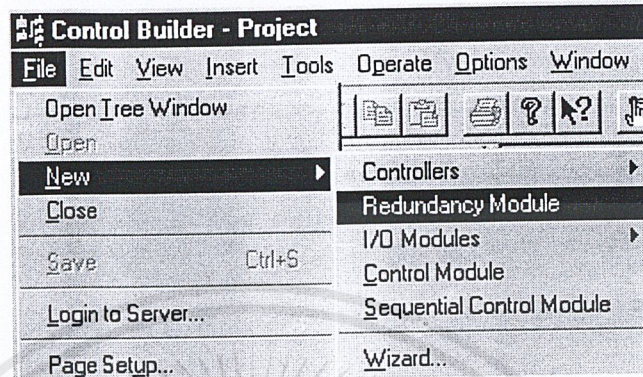 Control Builder - Project
File Edit View Insert Tools Operate Options Window
Open Tree Window
Open
New
Close
Save Ctrl+S
Login to Server...
Page Setup...
Controllers
Redundancy Module
I/O Modules
Control Module
Sequential Control Module
Wizard...